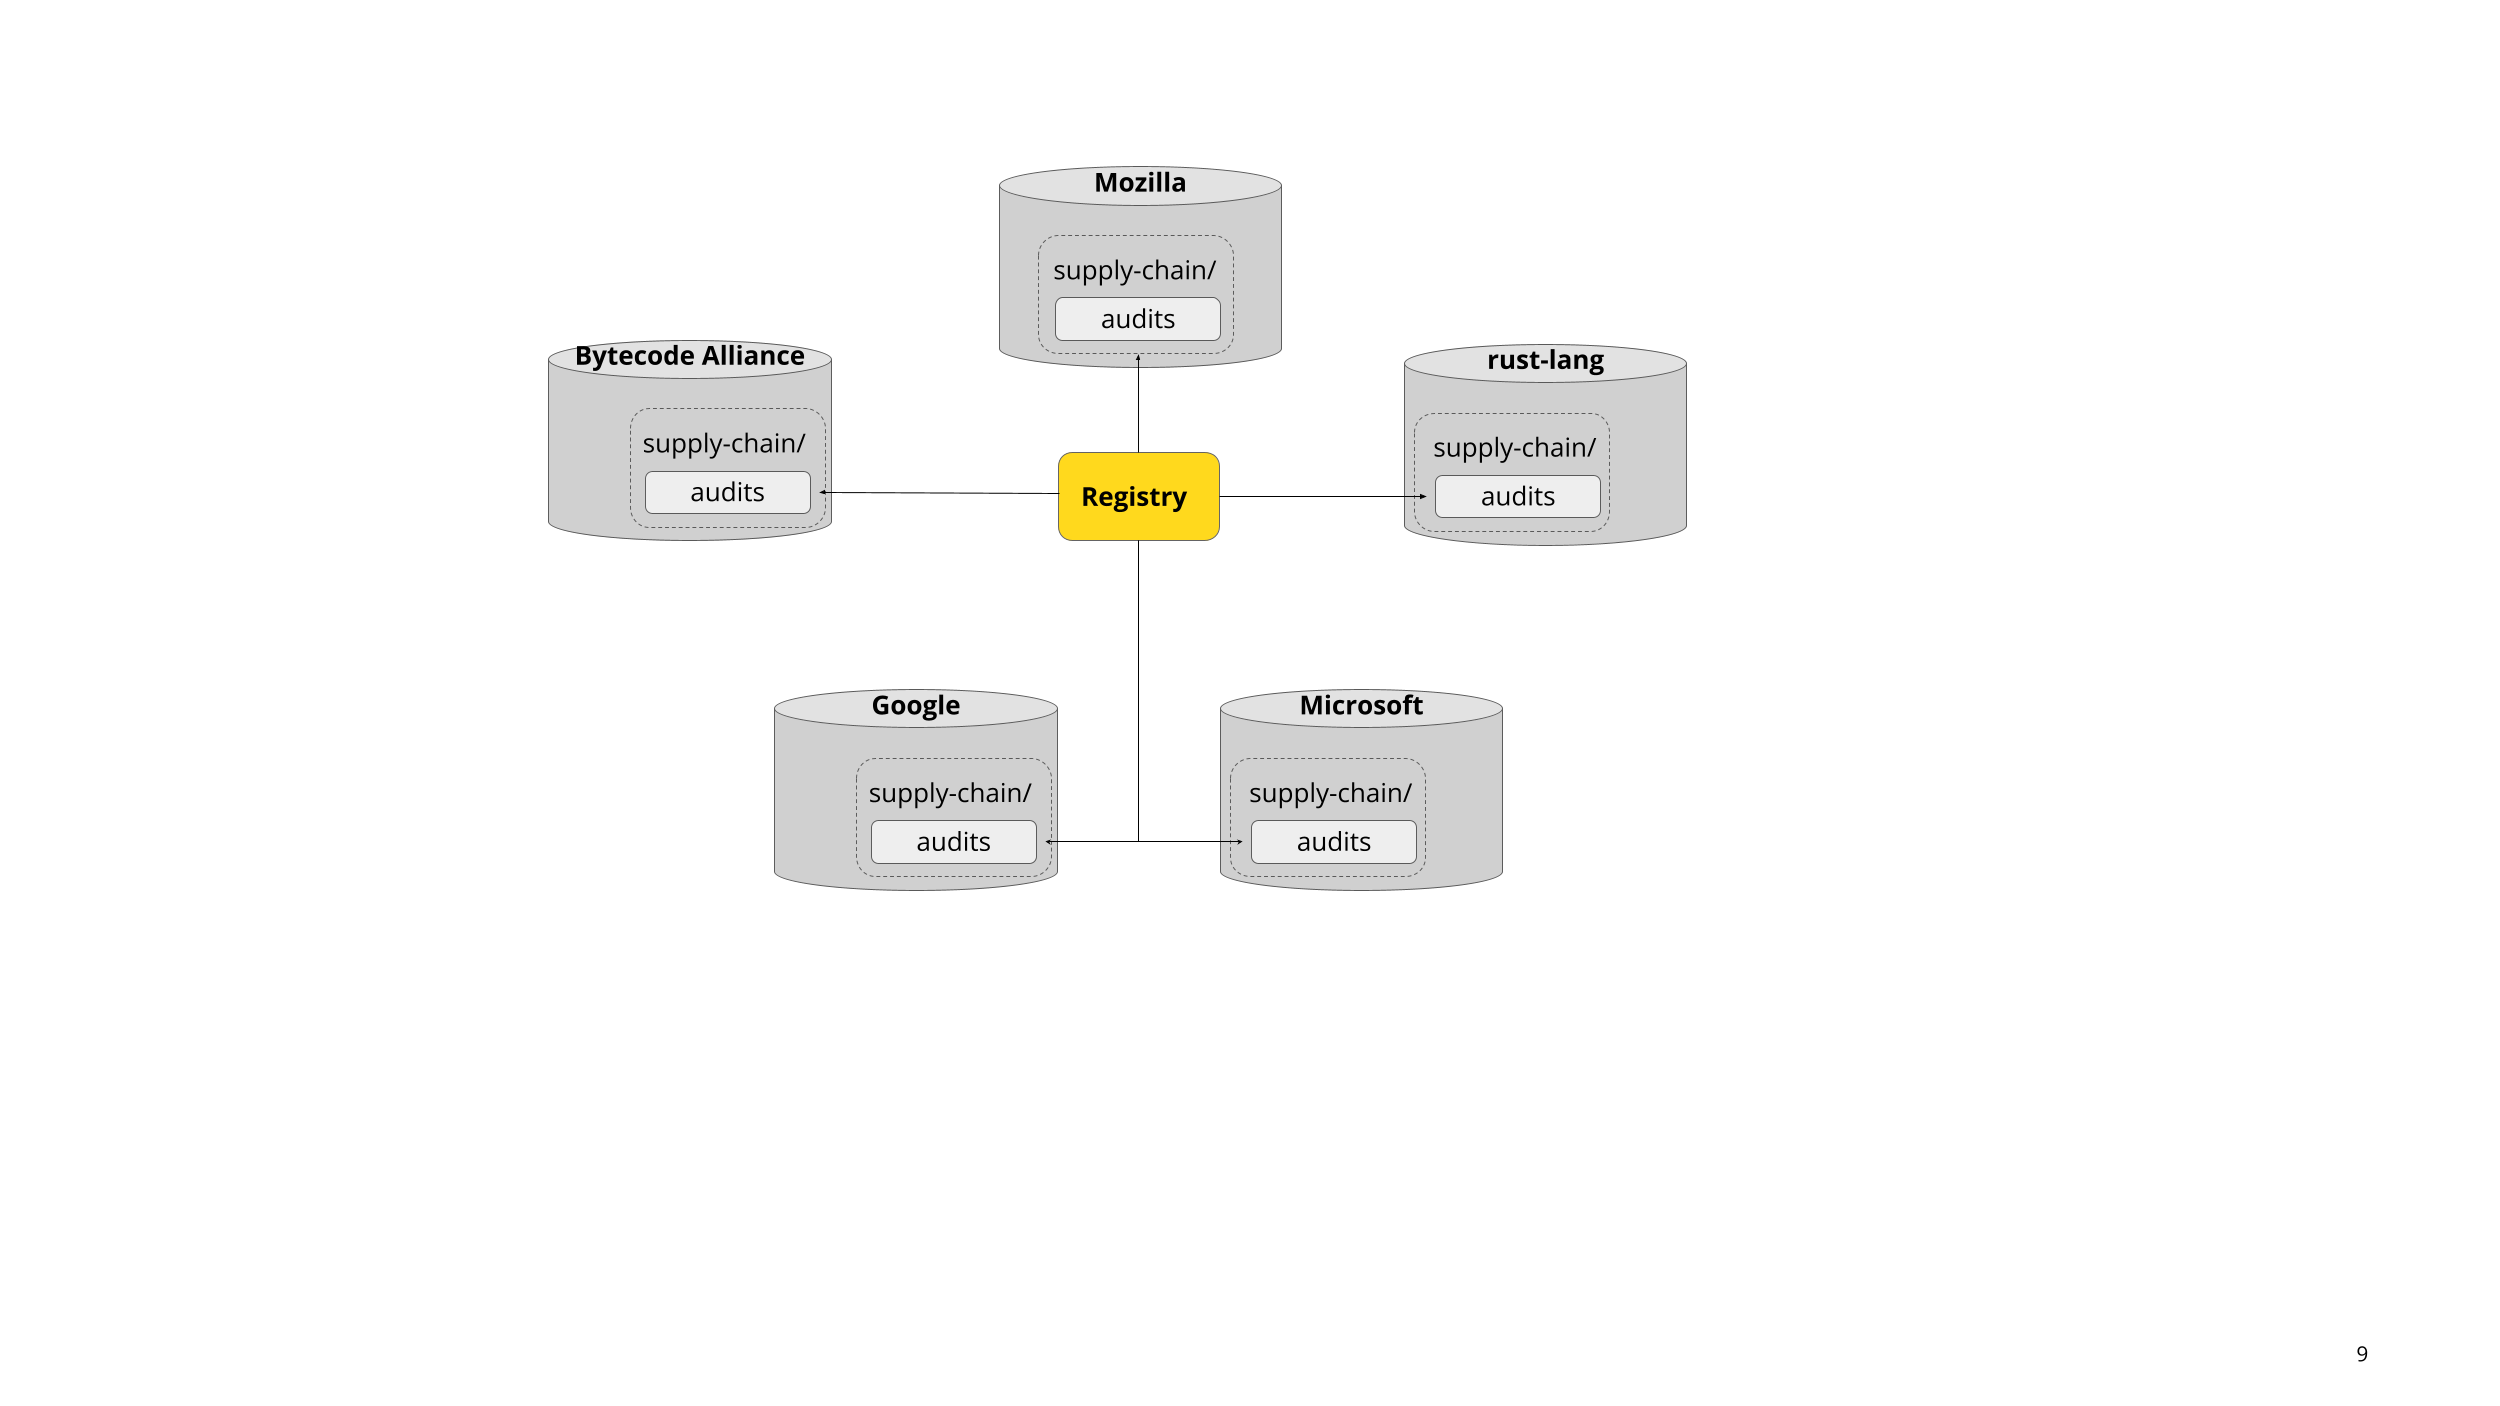 Mozilla
supply-chain/
audits
Bytecode Alliance
supply-chain/
audits
rust-lang
supply-chain/
audits
Registry
Google
supply-chain/
audits
Microsoft
supply-chain/
audits
9